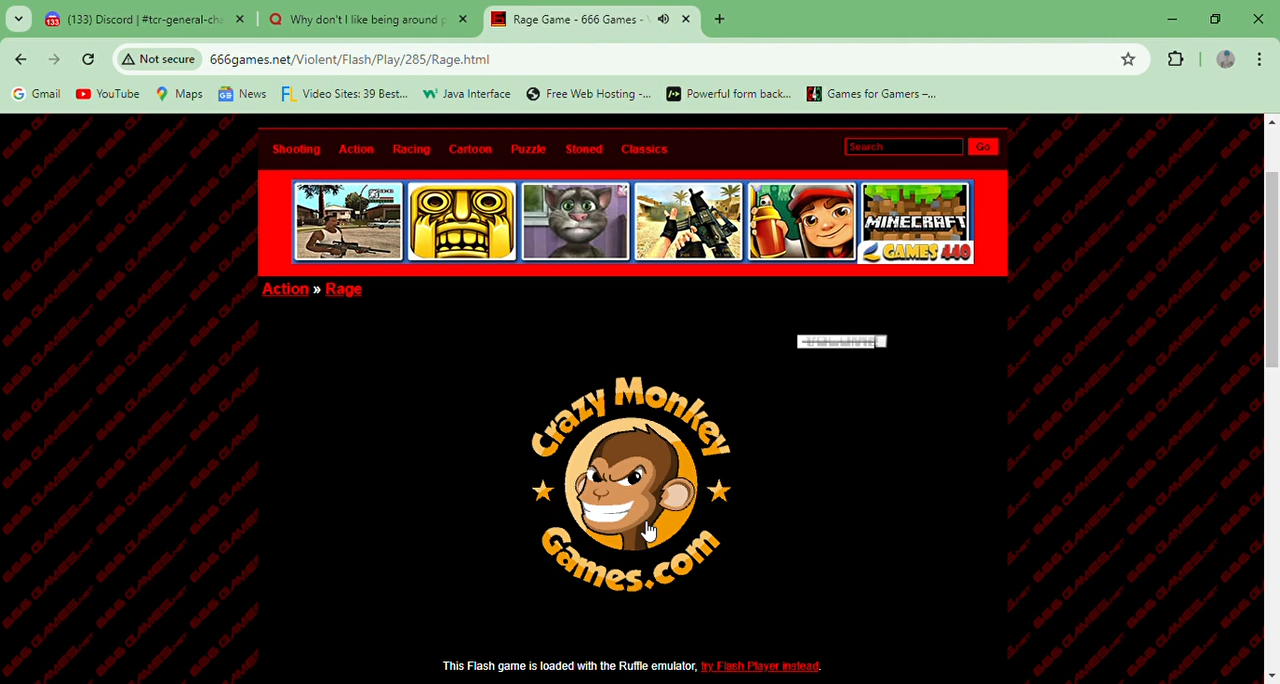 (133) Discord | #tcr-general-cha
Why don't I like being around p
Rage Game - 666 Games -
Not secure
666games.net/Violent/Flash/Play/285/Rage.html
Gmail
YouTube
Maps
News
Video Sites: 39 Best...
Java Interface
Free Web Hosting -...
Powerful form back...
Games for Gamers –...
Shooting
Action
Racing
Cartoon
Puzzle
Stoned
Classics
Search
Go
MINECRAFT
GAMES 440
Action » Rage
Crazy Monkey
Games.com
This Flash game is loaded with the Ruffle emulator, try Flash Player instead.